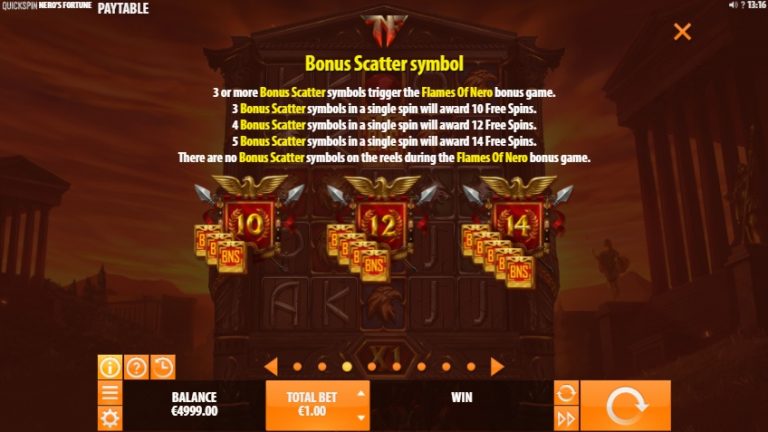 QUICKSPIN NERO'S FORTUNE PAYTABLE ? 13:16
NF
Bonus Scatter symbol
3 or more Bonus Scatter symbols trigger the Flames Of Nero bonus game.
3 Bonus Scatter symbols in a single spin will award 10 Free Spins.
4 Bonus Scatter symbols in a single spin will award 12 Free Spins.
5 Bonus Scatter symbols in a single spin will award 14 Free Spins.
There are no Bonus Scatter symbols on the reels during the Flames Of Nero bonus game.
10 12 14
BNS BNS BNS
A K J J
X1
i ?
BALANCE TOTAL BET WIN
€4999.00 €1.00